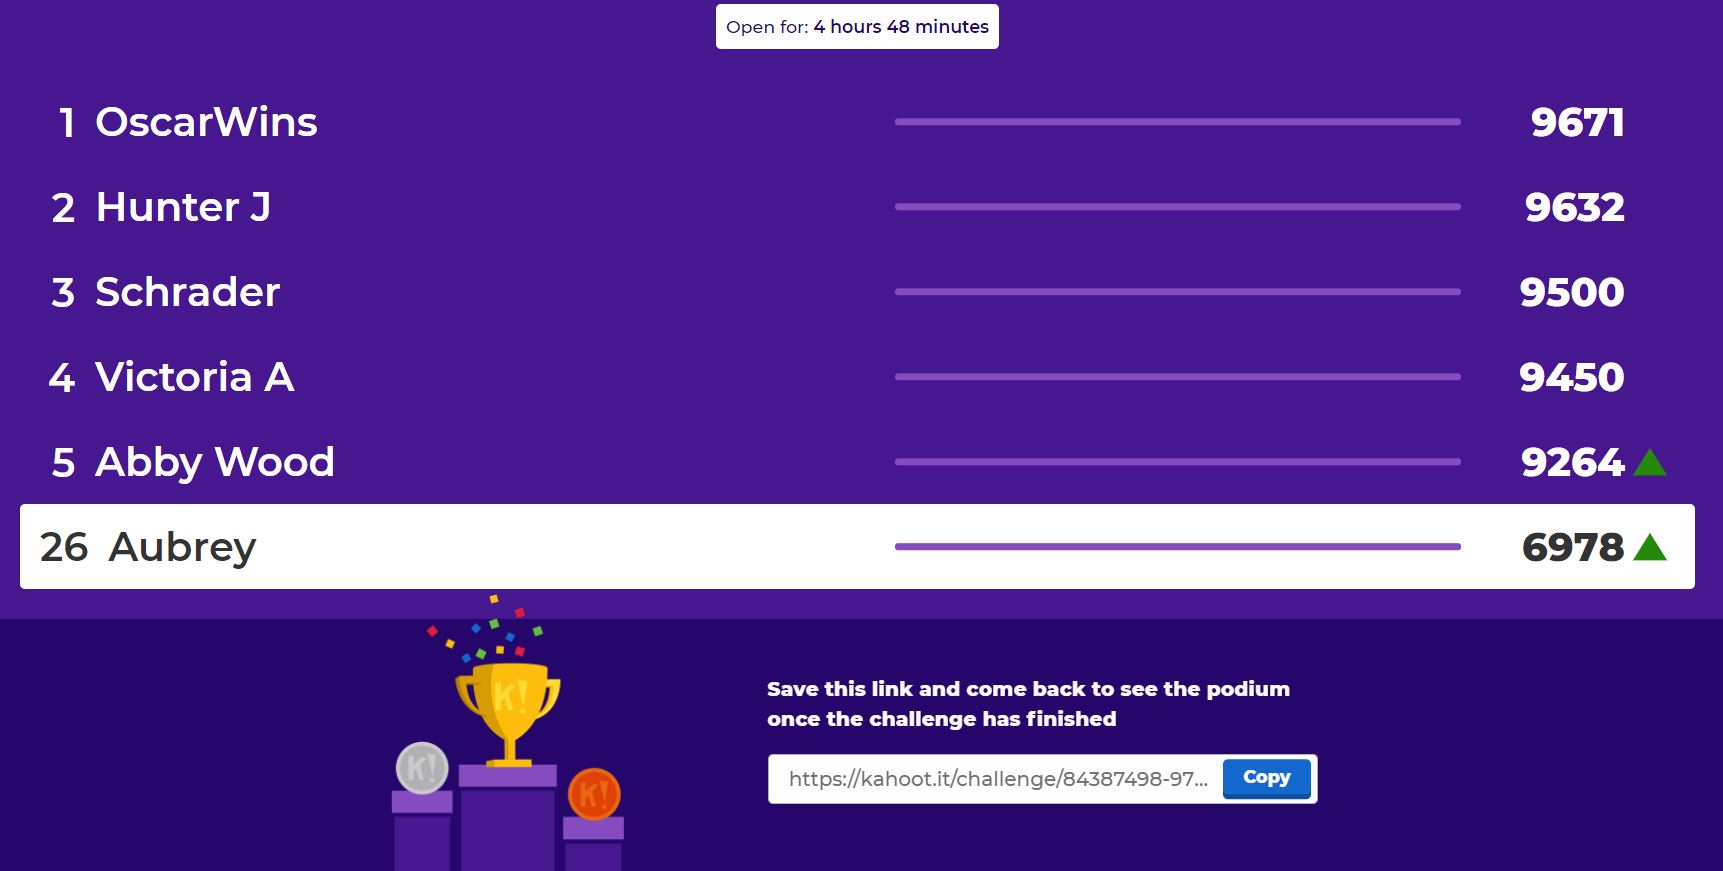 Open for: 4 hours 48 minutes
1 OscarWins 9671
2 Hunter J 9632
3 Schrader 9500
4 Victoria A 9450
5 Abby Wood 9264
26 Aubrey 6978
K!
K!
K!
Save this link and come back to see the podium
once the challenge has finished
https://kahoot.it/challenge/84387498-97... Copy